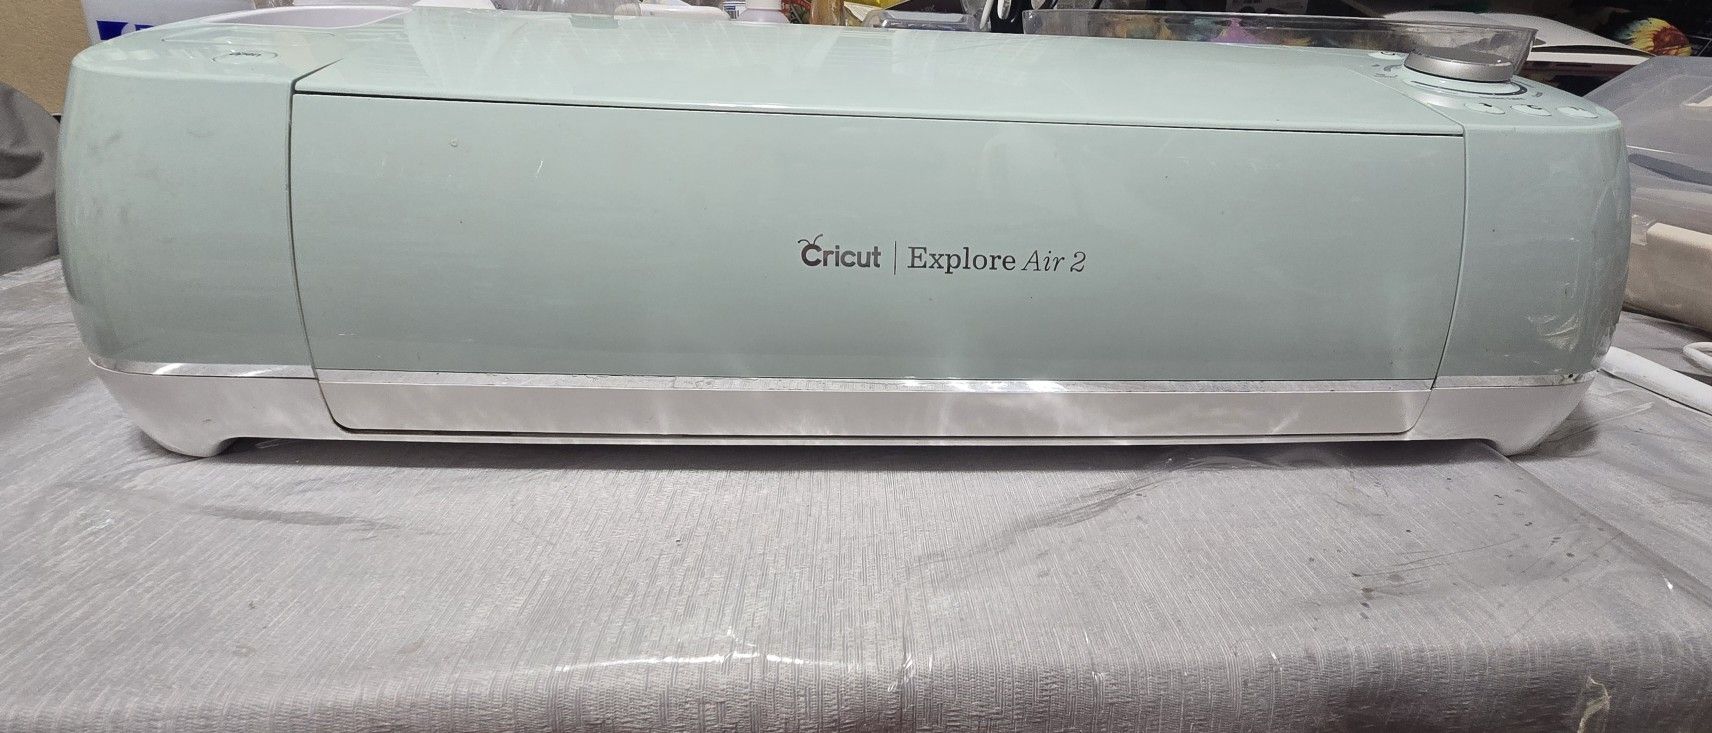 Cricut | Explore Air 2